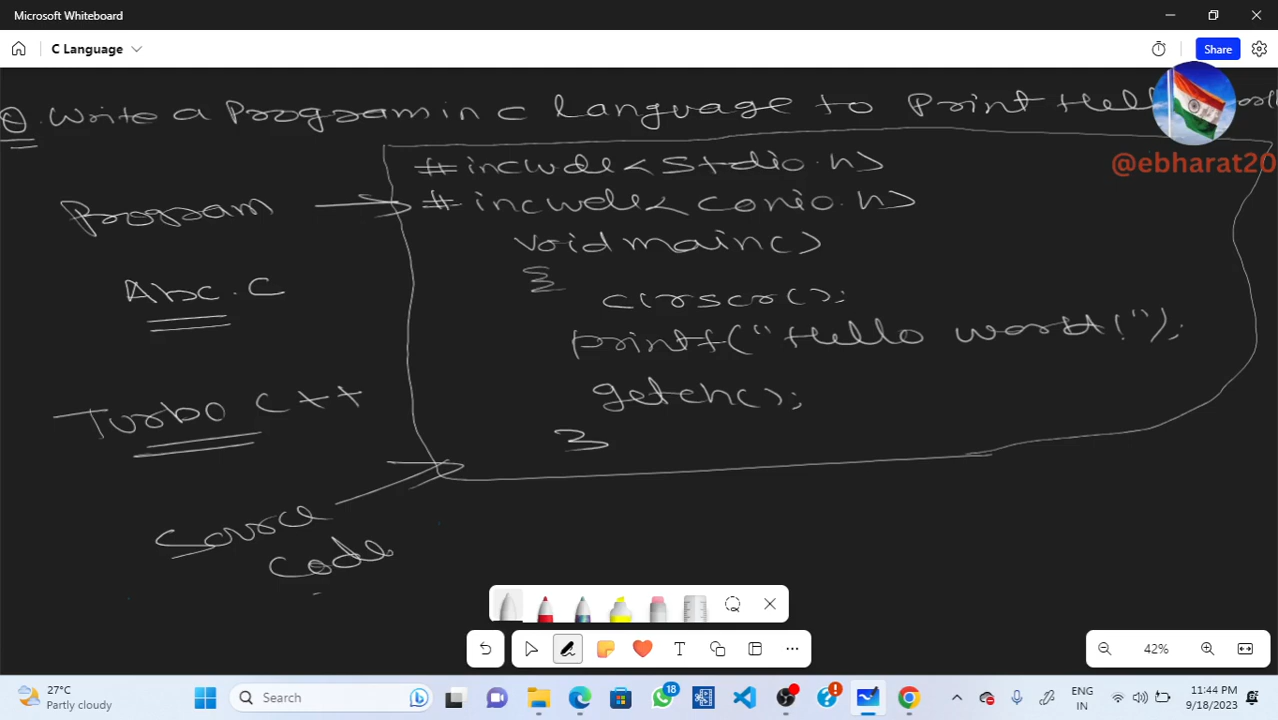 Microsoft Whiteboard
C Language
Share
Q. Write a Program in C Language to Print Hell
@ebharat20
#include<stdio.h>
Program
#include<conio.h>
void main()
{
Abc.c
clrscr();
printf("Hello world!");
Turbo C++
getch();
}
Source
code
42%
27°C
Partly cloudy
Search
18
ENG
IN
11:44 PM
9/18/2023